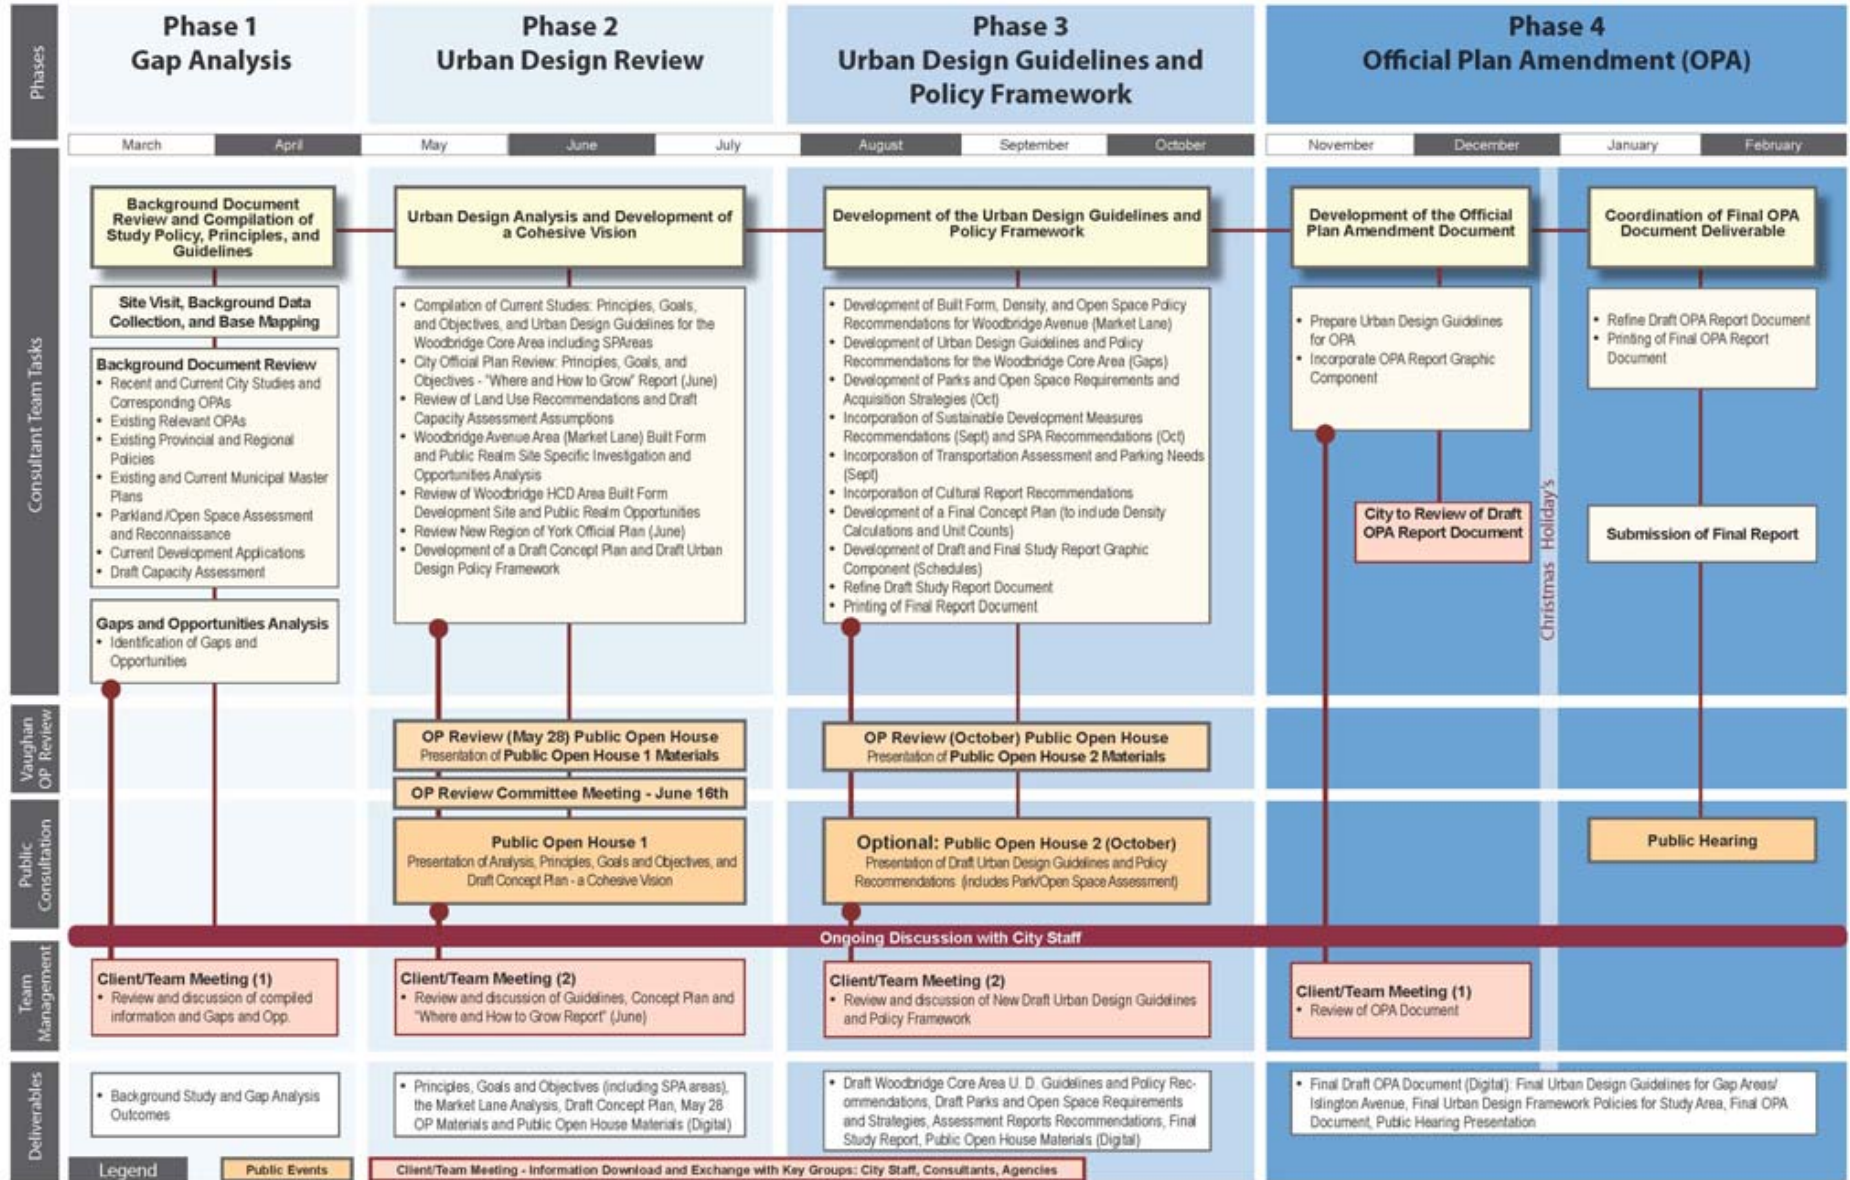 Phases
Phase 1
Gap Analysis
Phase 2
Urban Design Review
Phase 3
Urban Design Guidelines and
Policy Framework
Phase 4
Official Plan Amendment (OPA)
March
April
May
June
July
August
September
October
November
December
January
February
Consultant Team Tasks
Background Document
Review and Compilation of
Study Policy, Principles, and
Guidelines
Site Visit, Background Data
Collection, and Base Mapping
Background Document Review
• Recent and Current City Studies and
Corresponding OPAs
• Existing Relevant OPAs
• Existing Provincial and Regional
Policies
• Existing and Current Municipal Master
Plans
• Parkland /Open Space Assessment
and Reconnaissance
• Current Development Applications
• Draft Capacity Assessment
Gaps and Opportunities Analysis
• Identification of Gaps and
Opportunities
Urban Design Analysis and Development of
a Cohesive Vision
• Compilation of Current Studies: Principles, Goals,
and Objectives, and Urban Design Guidelines for the
Woodbridge Core Area including SPAreas
• City Official Plan Review: Principles, Goals, and
Objectives - "Where and How to Grow" Report (June)
• Review of Land Use Recommendations and Draft
Capacity Assessment Assumptions
• Woodbridge Avenue Area (Market Lane) Built Form
and Public Realm Site Specific Investigation and
Opportunities Analysis
• Review of Woodbridge HCD Area Built Form
Development Site and Public Realm Opportunities
• Review New Region of York Official Plan (June)
• Development of a Draft Concept Plan and Draft Urban
Design Policy Framework
Development of the Urban Design Guidelines and
Policy Framework
• Development of Built Form, Density, and Open Space Policy
Recommendations for Woodbridge Avenue (Market Lane)
• Development of Urban Design Guidelines and Policy
Recommendations for the Woodbridge Core Area (Gaps)
• Development of Parks and Open Space Requirements and
Acquisition Strategies (Oct)
• Incorporation of Sustainable Development Measures
Recommendations (Sept) and SPA Recommendations (Oct)
• Incorporation of Transportation Assessment and Parking Needs
(Sept)
• Incorporation of Cultural Report Recommendations
• Development of a Final Concept Plan (to include Density
Calculations and Unit Counts)
• Development of Draft and Final Study Report Graphic
Component (Schedules)
• Refine Draft Study Report Document
• Printing of Final Report Document
Development of the Official
Plan Amendment Document
• Prepare Urban Design Guidelines
for OPA
• Incorporate OPA Report Graphic
Component
City to Review of Draft
OPA Report Document
Christmas Holiday's
Coordination of Final OPA
Document Deliverable
• Refine Draft OPA Report Document
• Printing of Final OPA Report
Document
Submission of Final Report
Vaughan
OP Review
OP Review (May 28) Public Open House
Presentation of Public Open House 1 Materials
OP Review Committee Meeting - June 16th
OP Review (October) Public Open House
Presentation of Public Open House 2 Materials
Public
Consultation
Public Open House 1
Presentation of Analysis, Principles, Goals and Objectives, and
Draft Concept Plan - a Cohesive Vision
Optional: Public Open House 2 (October)
Presentation of Draft Urban Design Guidelines and Policy
Recommendations (includes Park/Open Space Assessment)
Public Hearing
Ongoing Discussion with City Staff
Team
Management
Client/Team Meeting (1)
• Review and discussion of compiled
information and Gaps and Opp.
Client/Team Meeting (2)
• Review and discussion of Guidelines, Concept Plan and
"Where and How to Grow Report" (June)
Client/Team Meeting (2)
• Review and discussion of New Draft Urban Design Guidelines
and Policy Framework
Client/Team Meeting (1)
• Review of OPA Document
Deliverables
• Background Study and Gap Analysis
Outcomes
• Principles, Goals and Objectives (including SPA areas),
the Market Lane Analysis, Draft Concept Plan, May 28
OP Materials and Public Open House Materials (Digital)
• Draft Woodbridge Core Area U. D. Guidelines and Policy Rec-
ommendations, Draft Parks and Open Space Requirements
and Strategies, Assessment Reports Recommendations, Final
Study Report, Public Open House Materials (Digital)
• Final Draft OPA Document (Digital): Final Urban Design Guidelines for Gap Areas/
Islington Avenue, Final Urban Design Framework Policies for Study Area, Final OPA
Document, Public Hearing Presentation
Legend
Public Events
Client/Team Meeting - Information Download and Exchange with Key Groups: City Staff, Consultants, Agencies